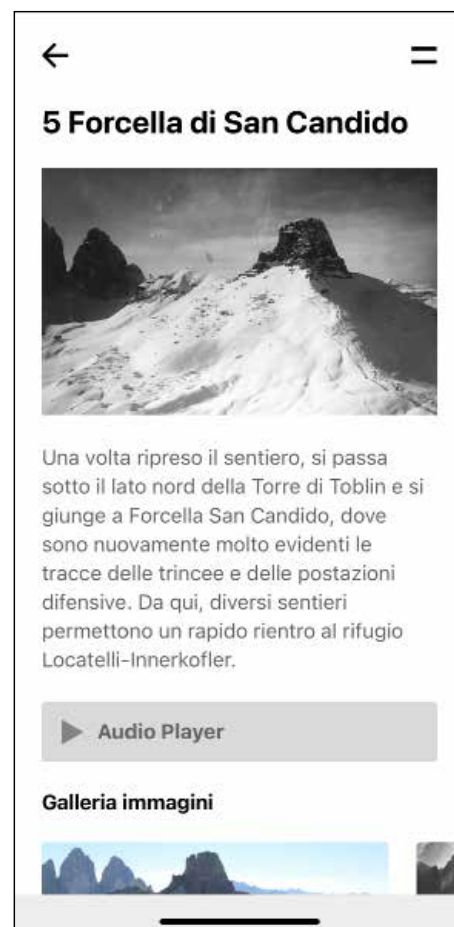 5 Forcella di San Candido
Una volta ripreso il sentiero, si passa
sotto il lato nord della Torre di Toblin e si
giunge a Forcella San Candido, dove
sono nuovamente molto evidenti le
tracce delle trincee e delle postazioni
difensive. Da qui, diversi sentieri
permettono un rapido rientro al rifugio
Locatelli-Innerkofler.
Audio Player
Galleria immagini